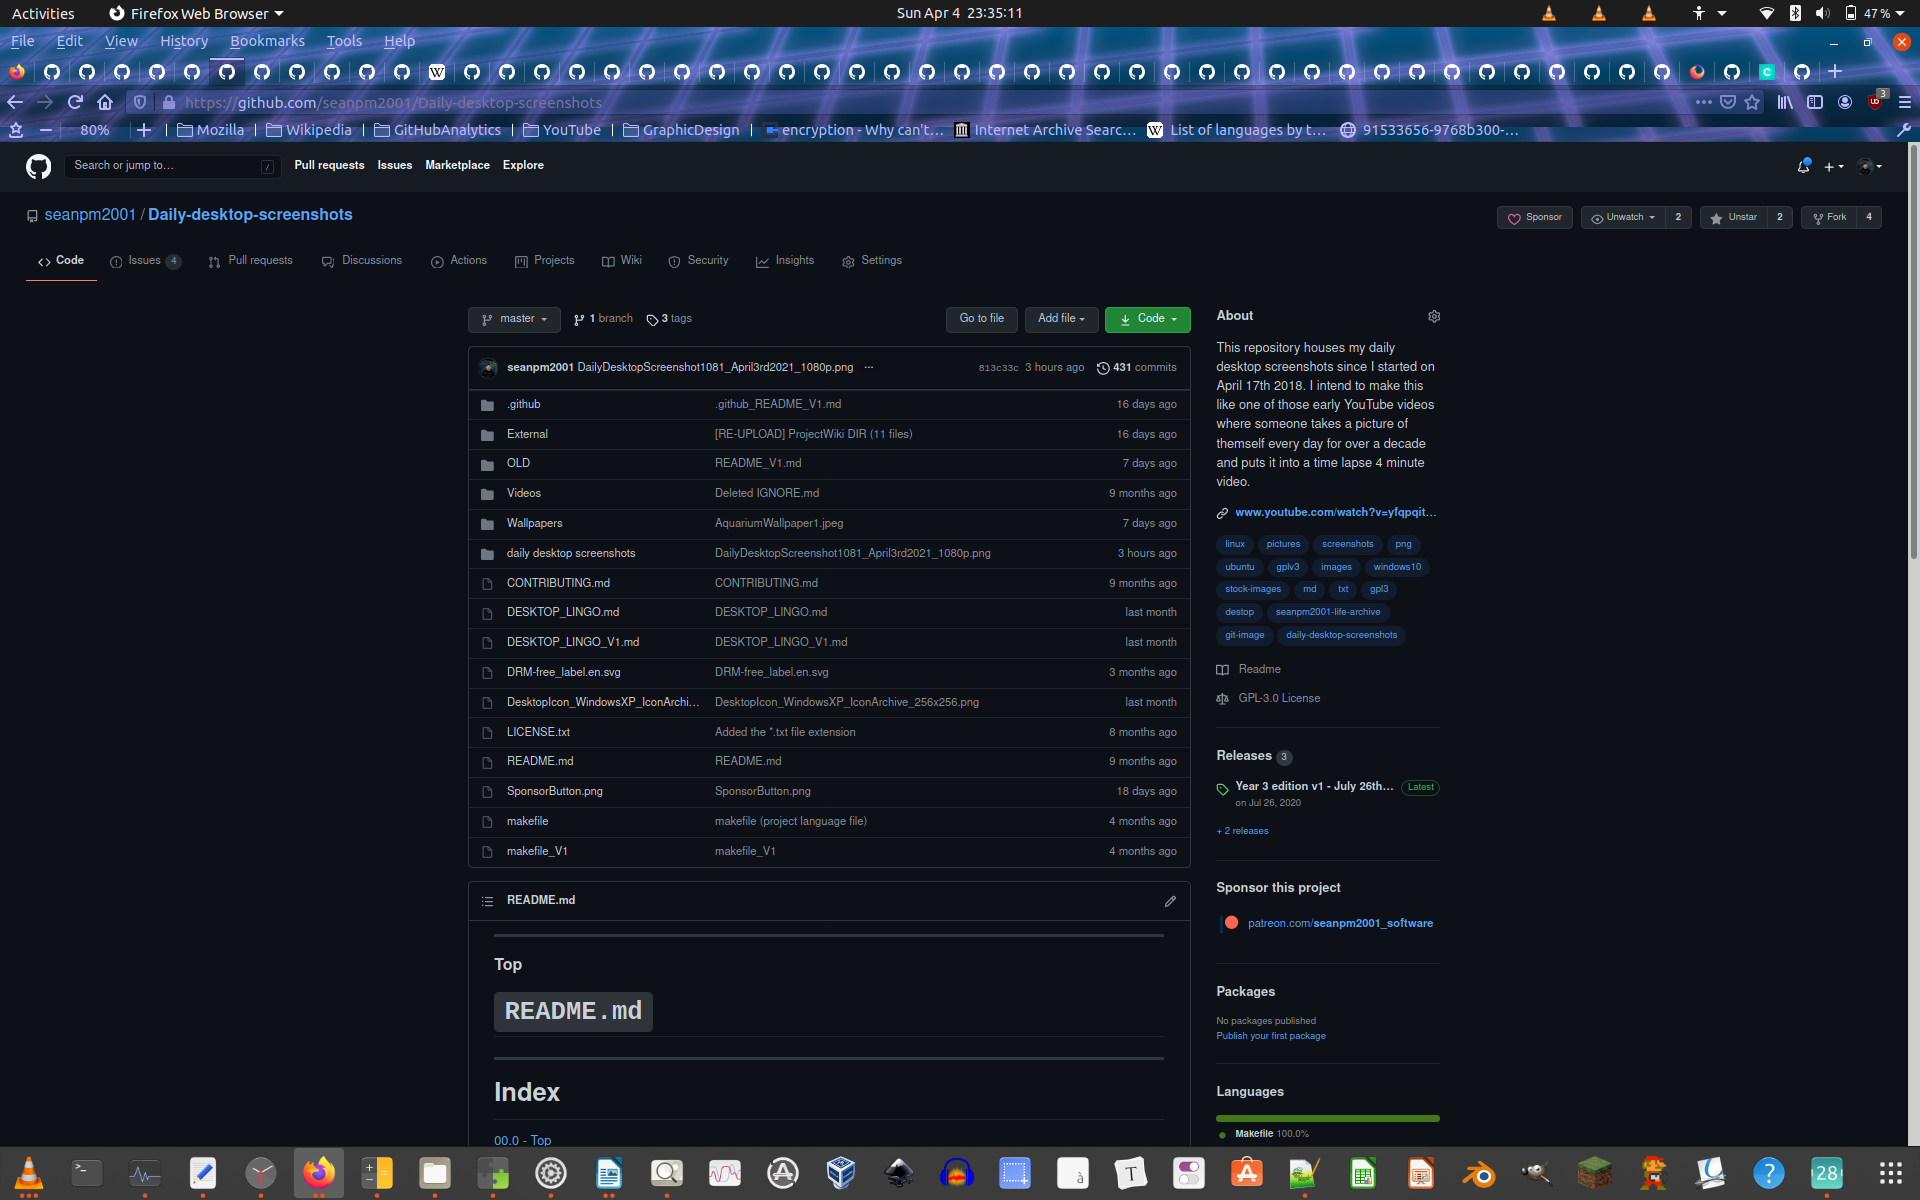 Activities Firefox Web Browser Sun Apr 4 23:35:11 47 %
File Edit View History Bookmarks Tools Help
https://github.com/seanpm2001/Daily-desktop-screenshots 3
80% Mozilla Wikipedia GitHubAnalytics YouTube GraphicDesign encryption - Why can't… Internet Archive Searc… List of languages by t… 91533656-9768b300-…
Search or jump to… / Pull requests Issues Marketplace Explore
seanpm2001 / Daily-desktop-screenshots Sponsor Unwatch 2 Unstar 2 Fork 4
Code Issues 4 Pull requests Discussions Actions Projects Wiki Security Insights Settings
master 1 branch 3 tags Go to file Add file Code
seanpm2001 DailyDesktopScreenshot1081_April3rd2021_1080p.png ... 813c33c 3 hours ago 431 commits
.github .github_README_V1.md 16 days ago
External [RE-UPLOAD] ProjectWiki DIR (11 files) 16 days ago
OLD README_V1.md 7 days ago
Videos Deleted IGNORE.md 9 months ago
Wallpapers AquariumWallpaper1.jpeg 7 days ago
daily desktop screenshots DailyDesktopScreenshot1081_April3rd2021_1080p.png 3 hours ago
CONTRIBUTING.md CONTRIBUTING.md 9 months ago
DESKTOP_LINGO.md DESKTOP_LINGO.md last month
DESKTOP_LINGO_V1.md DESKTOP_LINGO_V1.md last month
DRM-free_label.en.svg DRM-free_label.en.svg 3 months ago
DesktopIcon_WindowsXP_IconArchi… DesktopIcon_WindowsXP_IconArchive_256x256.png last month
LICENSE.txt Added the *.txt file extension 8 months ago
README.md README.md 9 months ago
SponsorButton.png SponsorButton.png 18 days ago
makefile makefile (project language file) 4 months ago
makefile_V1 makefile_V1 4 months ago
README.md
Top
README.md
Index
00.0 - Top
About
This repository houses my daily
desktop screenshots since I started on
April 17th 2018. I intend to make this
like one of those early YouTube videos
where someone takes a picture of
themself every day for over a decade
and puts it into a time lapse 4 minute
video.
www.youtube.com/watch?v=yfqpqit…
linux pictures screenshots png
ubuntu gplv3 images windows10
stock-images md txt gpl3
destop seanpm2001-life-archive
git-image daily-desktop-screenshots
Readme
GPL-3.0 License
Releases 3
Year 3 edition v1 - July 26th… Latest
on Jul 26, 2020
+ 2 releases
Sponsor this project
patreon.com/seanpm2001_software
Packages
No packages published
Publish your first package
Languages
Makefile 100.0%
28